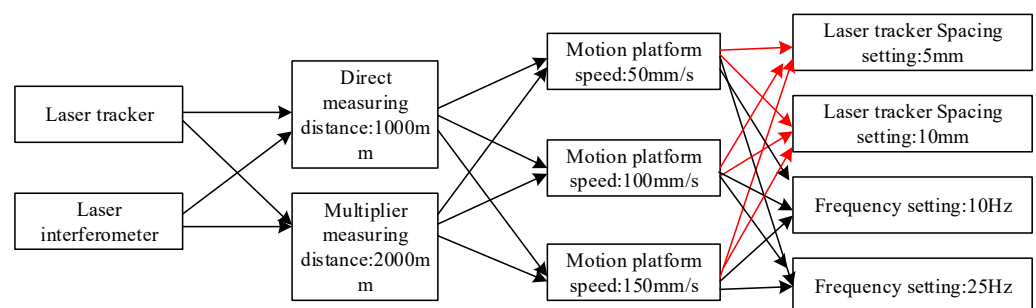 Laser tracker
Laser
interferometer
Direct
measuring
distance:1000m
m
Multiplier
measuring
distance:2000m
m
Motion platform
speed:50mm/s
Motion platform
speed:100mm/s
Motion platform
speed:150mm/s
Laser tracker Spacing
setting:5mm
Laser tracker Spacing
setting:10mm
Frequency setting:10Hz
Frequency setting:25Hz